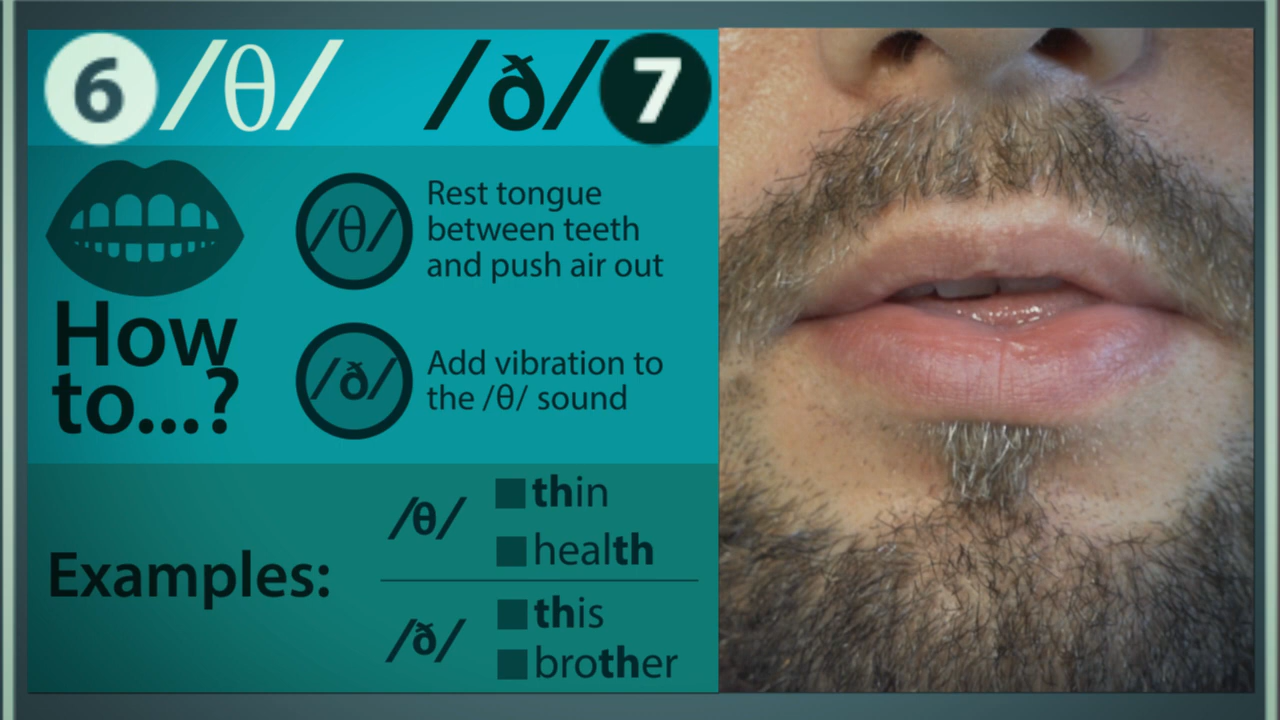 6 /θ/ /ð/ 7
/θ/ Rest tongue
between teeth
and push air out
How
to...?
/ð/ Add vibration to
the /θ/ sound
Examples:
/θ/
thin
health
/ð/
this
brother